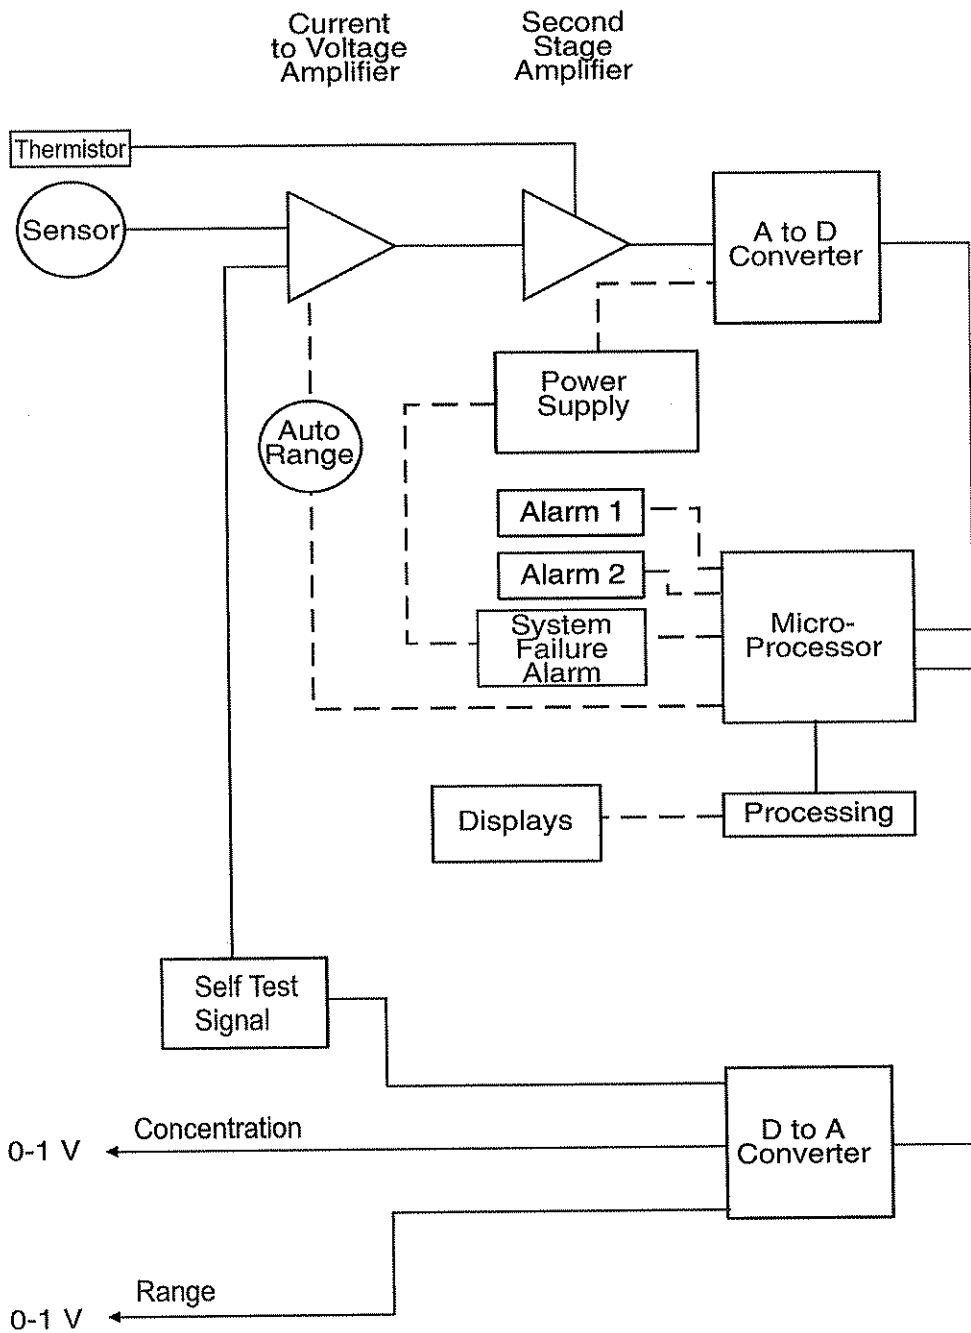 Current
to Voltage
Amplifier
Second
Stage
Amplifier
Thermistor
Sensor
A to D
Converter
Power
Supply
Auto
Range
Alarm 1
Alarm 2
System
Failure
Alarm
Micro-
Processor
Displays
Processing
Self Test
Signal
D to A
Converter
0-1 V
Concentration
0-1 V
Range